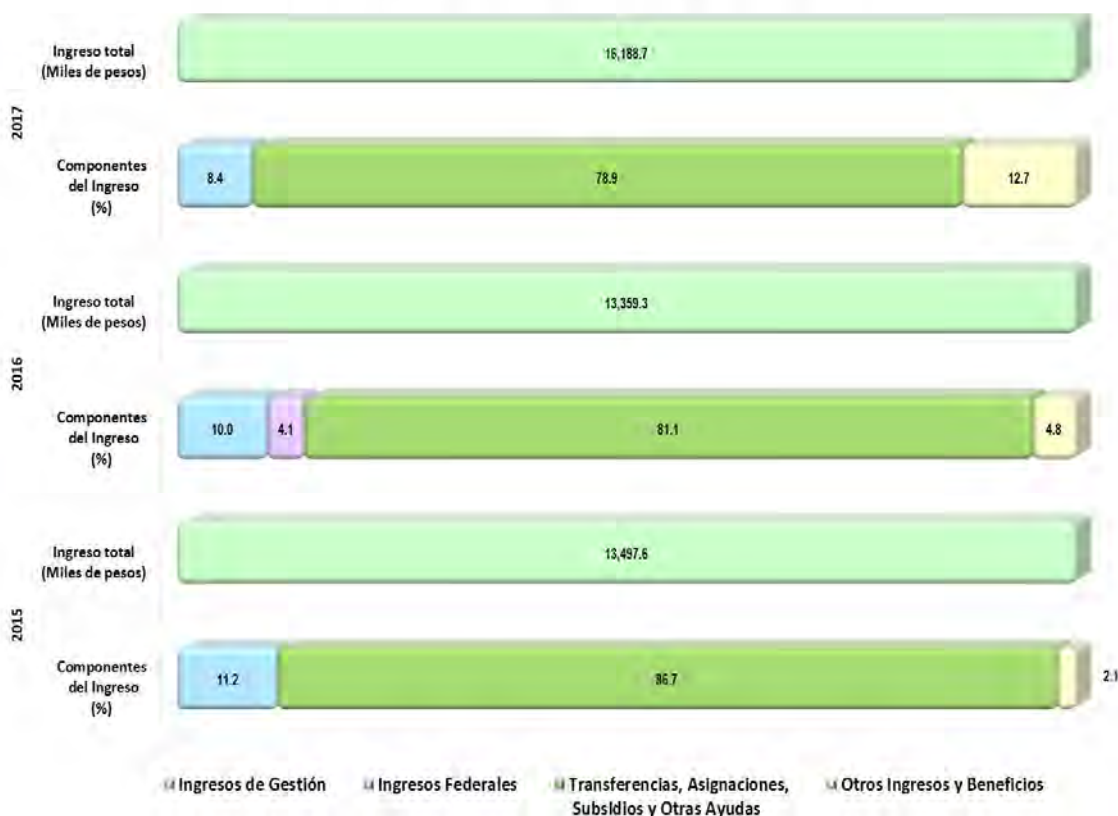 2017
Ingreso total
(Miles de pesos)
16,188.7
Componentes
del Ingreso
(%)
8.4
78.9
12.7
2016
Ingreso total
(Miles de pesos)
13,359.3
Componentes
del Ingreso
(%)
10.0
4.1
81.1
4.8
2015
Ingreso total
(Miles de pesos)
13,497.6
Componentes
del Ingreso
(%)
11.2
86.7
2.1
Ingresos de Gestión
Ingresos Federales
Transferencias, Asignaciones,
Subsidios y Otras Ayudas
Otros Ingresos y Beneficios